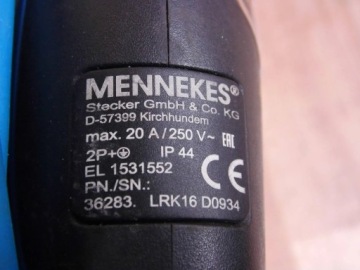 MENNEKES®
Stecker GmbH & Co. KG
D-57399 Kirchhundem
max. 20 A / 250 V~ EAC
2P+⏚ IP 44
EL 1531552
PN./SN.: CE
36283. LRK16 D0934